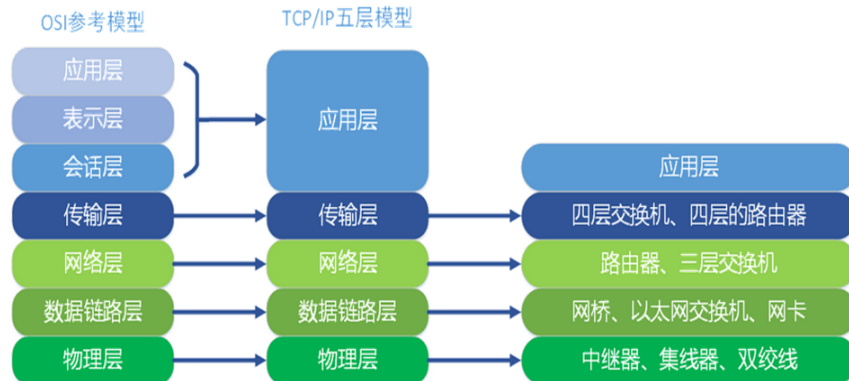 OSI参考模型
TCP/IP五层模型
应用层
表示层
会话层
传输层
网络层
数据链路层
物理层
应用层
传输层
网络层
数据链路层
物理层
应用层
四层交换机、四层的路由器
路由器、三层交换机
网桥、以太网交换机、网卡
中继器、集线器、双绞线